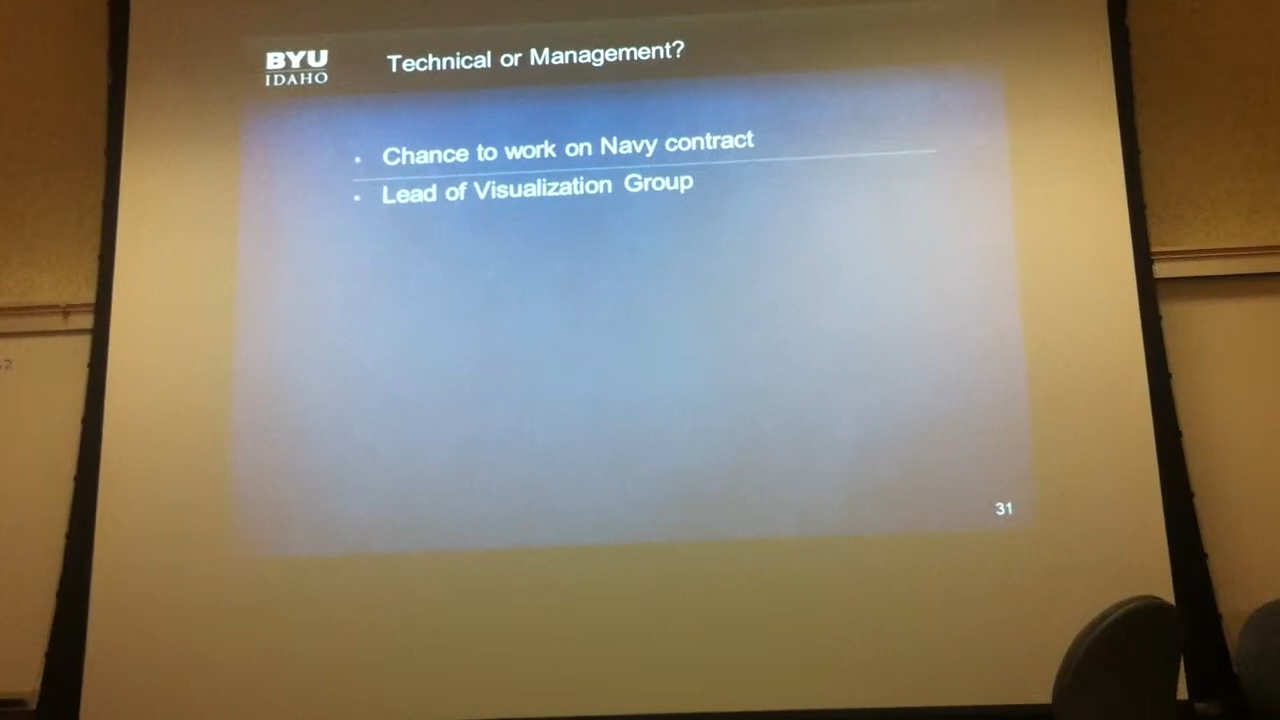 BYU
IDAHO
Technical or Management?
• Chance to work on Navy contract
• Lead of Visualization Group
31